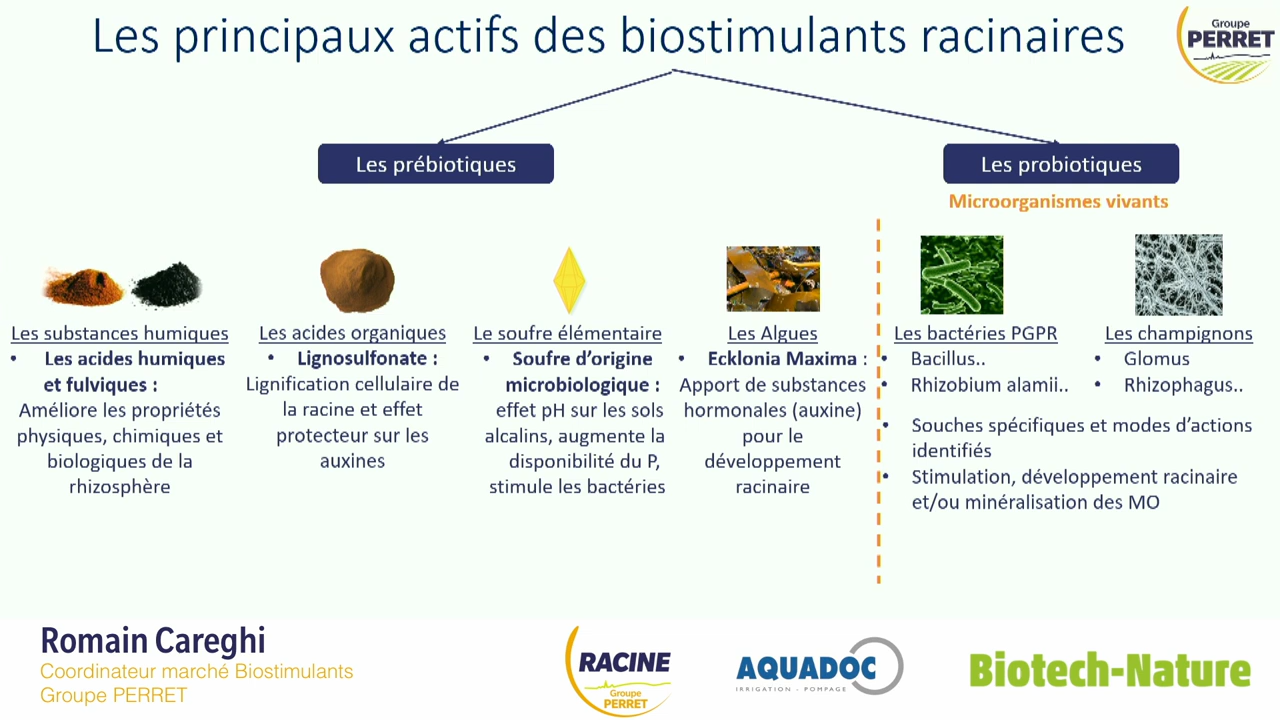 Les principaux actifs des biostimulants racinaires
Groupe
PERRET
Les prébiotiques
Les probiotiques
Microorganismes vivants
Les substances humiques
• Les acides humiques
et fulviques :
Améliore les propriétés
physiques, chimiques et
biologiques de la
rhizosphère
Les acides organiques
• Lignosulfonate :
Lignification cellulaire de
la racine et effet
protecteur sur les
auxines
Le soufre élémentaire
• Soufre d'origine
microbiologique :
effet pH sur les sols
alcalins, augmente la
disponibilité du P,
stimule les bactéries
Les Algues
• Ecklonia Maxima :
Apport de substances
hormonales (auxine)
pour le
développement
racinaire
Les bactéries PGPR
• Bacillus..
• Rhizobium alamii..
Les champignons
• Glomus
• Rhizophagus..
• Souches spécifiques et modes d'actions
identifiés
• Stimulation, développement racinaire
et/ou minéralisation des MO
Romain Careghi
Coordinateur marché Biostimulants
Groupe PERRET
RACINE
Groupe
PERRET
AQUADOC
IRRIGATION - POMPAGE
Biotech-Nature